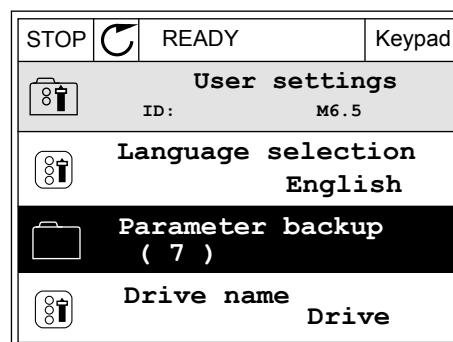 STOP READY Keypad
User settings
ID: M6.5
Language selection
English
Parameter backup
( 7 )
Drive name
Drive